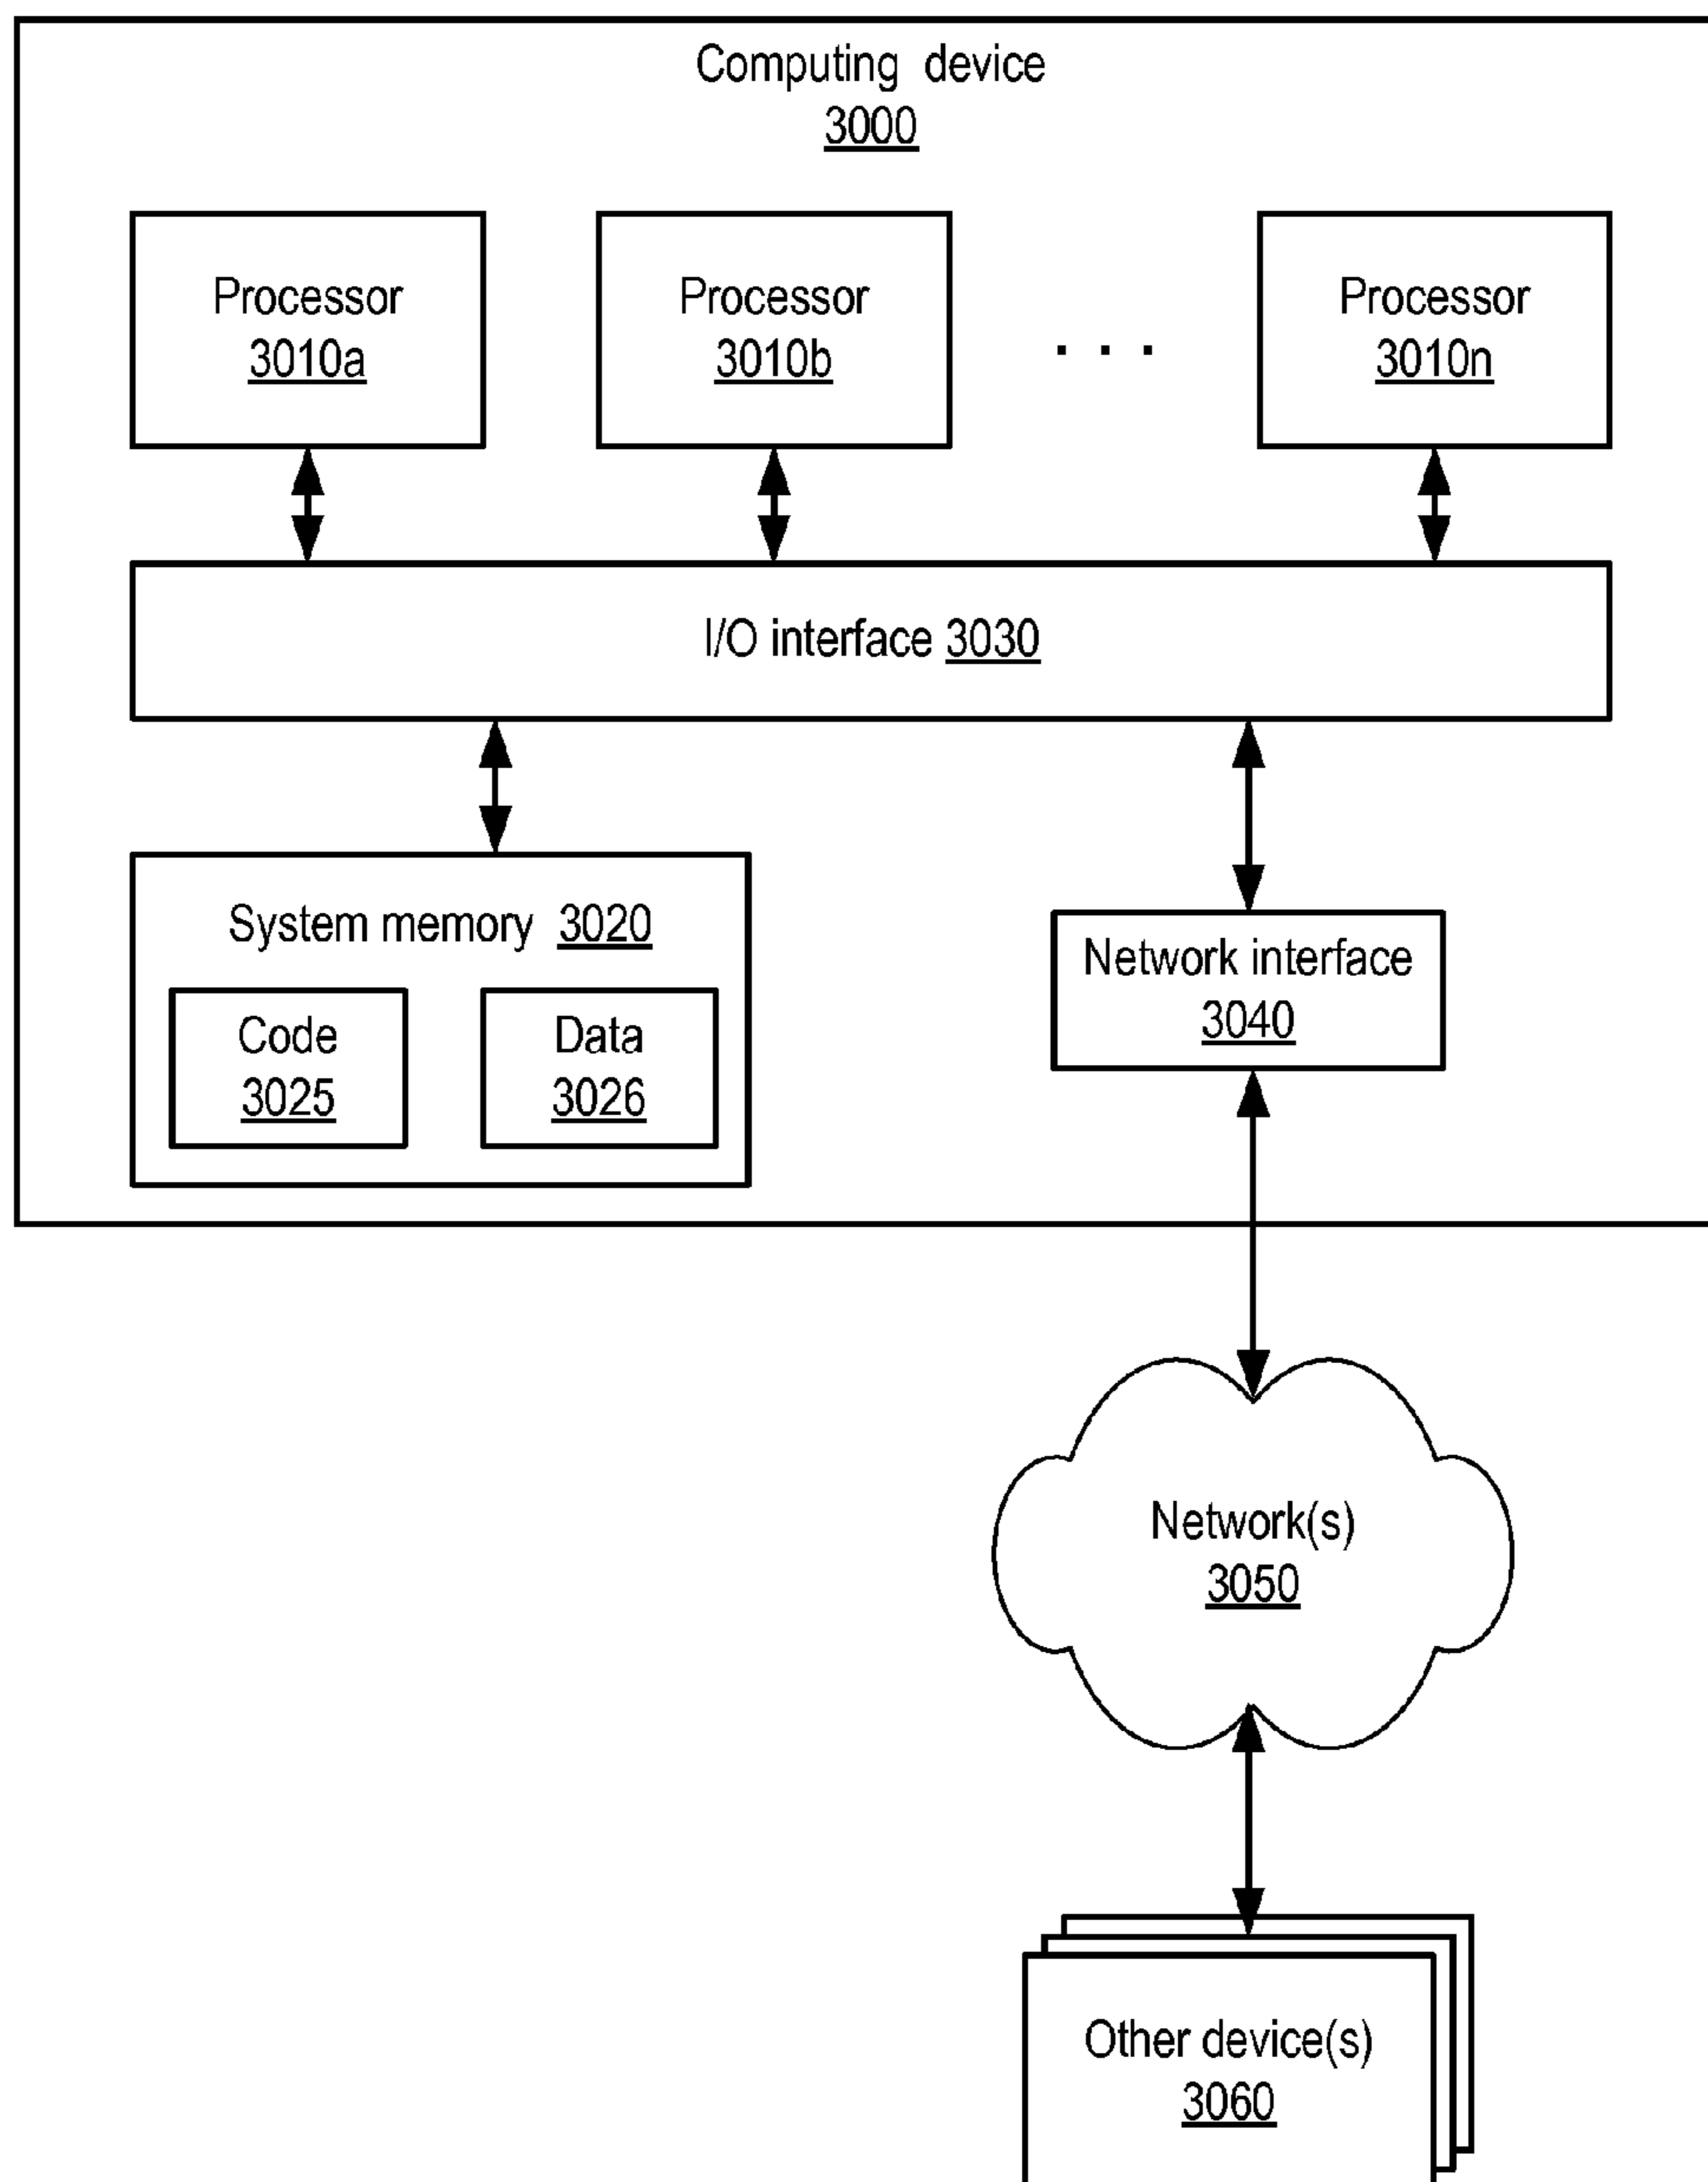 Computing device
3000
Processor
3010a
Processor
3010b
. . .
Processor
3010n
I/O interface 3030
System memory 3020
Code
3025
Data
3026
Network interface
3040
Network(s)
3050
Other device(s)
3060